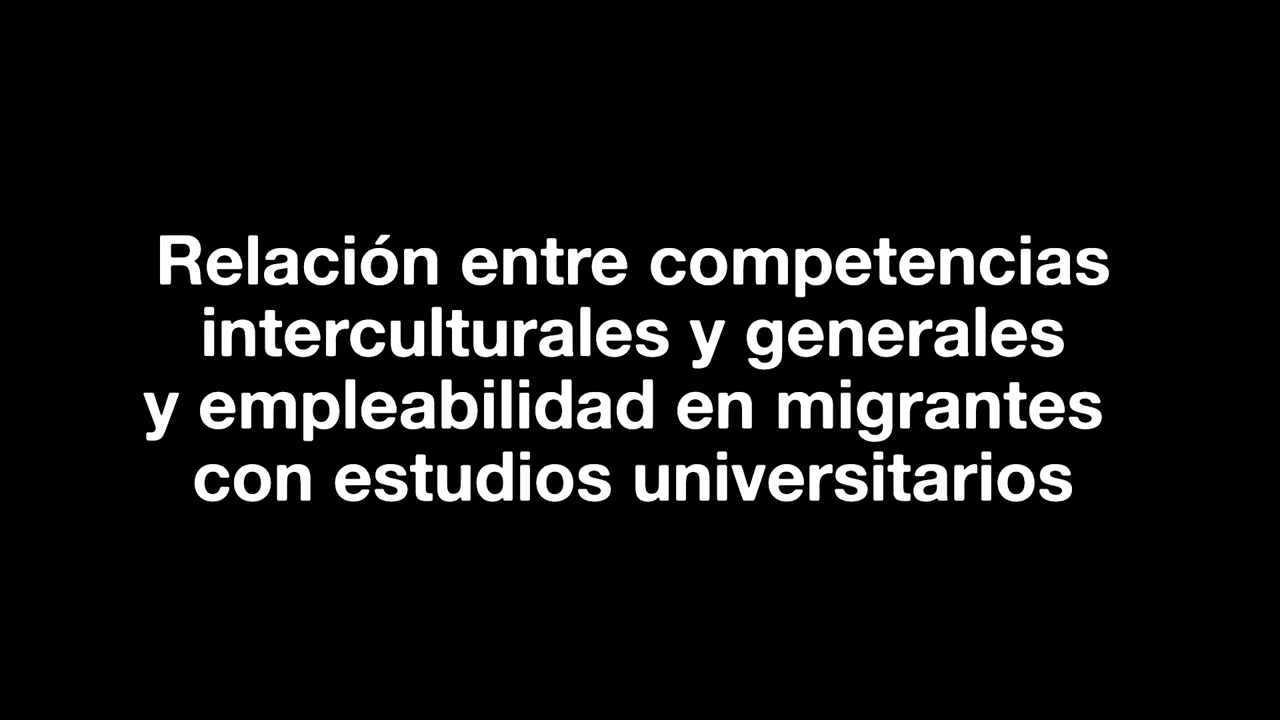 Relación entre competencias
interculturales y generales
y empleabilidad en migrantes
con estudios universitarios